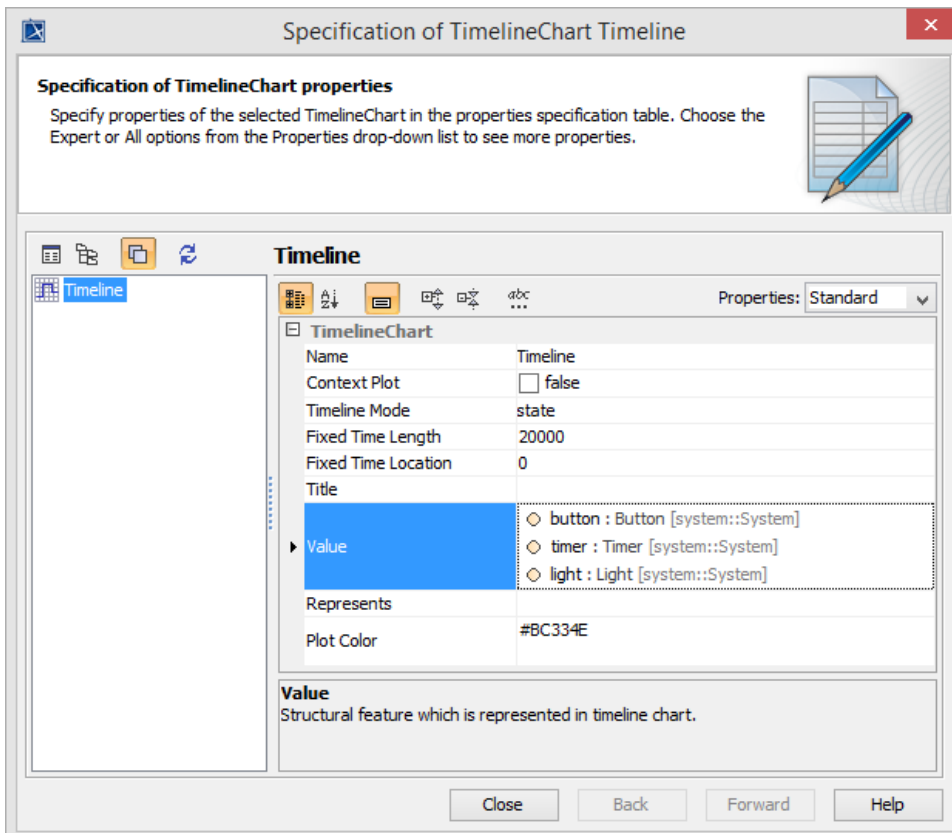 Specification of TimelineChart Timeline
Specification of TimelineChart properties
Specify properties of the selected TimelineChart in the properties specification table. Choose the
Expert or All options from the Properties drop-down list to see more properties.
Timeline
Timeline
Properties: Standard
TimelineChart
Name Timeline
Context Plot false
Timeline Mode state
Fixed Time Length 20000
Fixed Time Location 0
Title
Value
button : Button [system::System]
timer : Timer [system::System]
light : Light [system::System]
Represents
Plot Color #BC334E
Value
Structural feature which is represented in timeline chart.
Close Back Forward Help